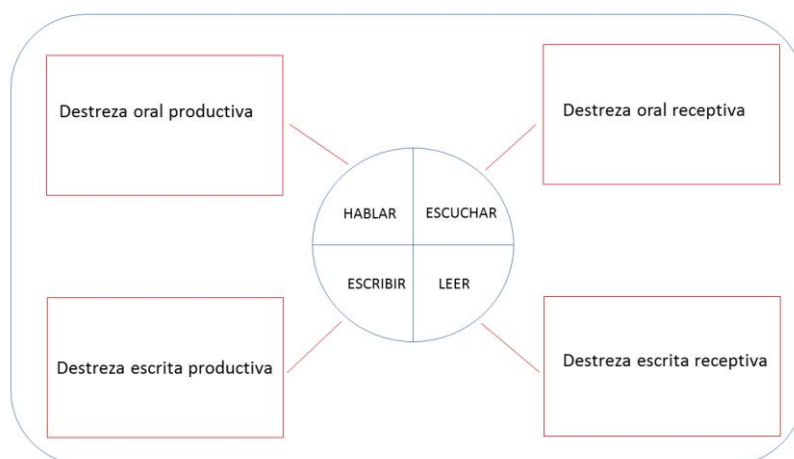 Destreza oral productiva
Destreza oral receptiva
HABLAR
ESCUCHAR
ESCRIBIR
LEER
Destreza escrita productiva
Destreza escrita receptiva